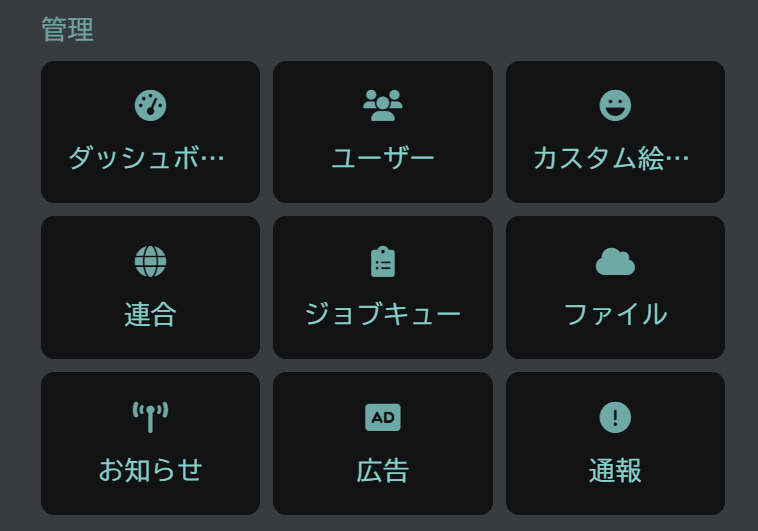 管理
ダッシュボ…
ユーザー
カスタム絵…
連合
ジョブキュー
ファイル
お知らせ
AD
広告
通報